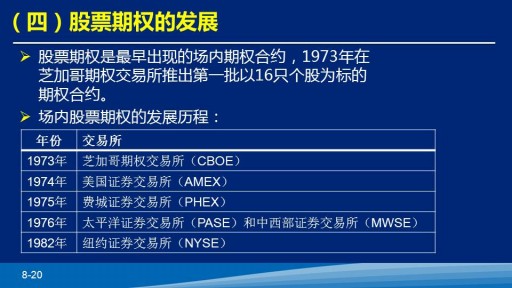 （四）股票期权的发展
股票期权是最早出现的场内期权合约，1973年在
芝加哥期权交易所推出第一批以16只个股为标的
期权合约。
场内股票期权的发展历程：
年份 交易所
1973年 芝加哥期权交易所（CBOE）
1974年 美国证券交易所（AMEX）
1975年 费城证券交易所（PHEX）
1976年 太平洋证券交易所（PASE）和中西部证券交易所（MWSE）
1982年 纽约证券交易所（NYSE）
8-20